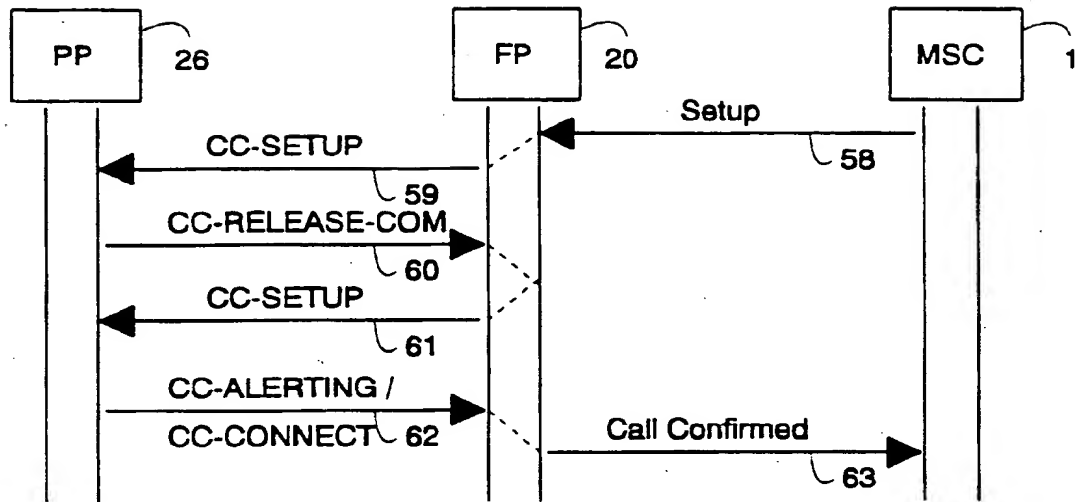 PP 26 FP 20 MSC 1
Setup
58
CC-SETUP
59
CC-RELEASE-COM
60
CC-SETUP
61
CC-ALERTING /
CC-CONNECT 62
Call Confirmed
63